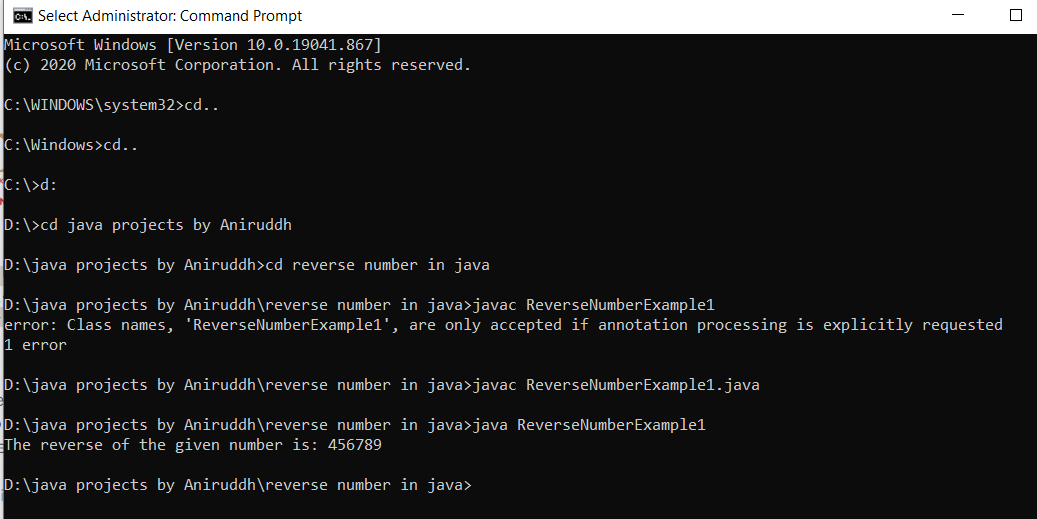 Select Administrator: Command Prompt
Microsoft Windows [Version 10.0.19041.867]
(c) 2020 Microsoft Corporation. All rights reserved.
C:\WINDOWS\system32>cd..
C:\Windows>cd..
C:\>d:
D:\>cd java projects by Aniruddh
D:\java projects by Aniruddh>cd reverse number in java
D:\java projects by Aniruddh\reverse number in java>javac ReverseNumberExample1
error: Class names, 'ReverseNumberExample1', are only accepted if annotation processing is explicitly requested
1 error
D:\java projects by Aniruddh\reverse number in java>javac ReverseNumberExample1.java
D:\java projects by Aniruddh\reverse number in java>java ReverseNumberExample1
The reverse of the given number is: 456789
D:\java projects by Aniruddh\reverse number in java>